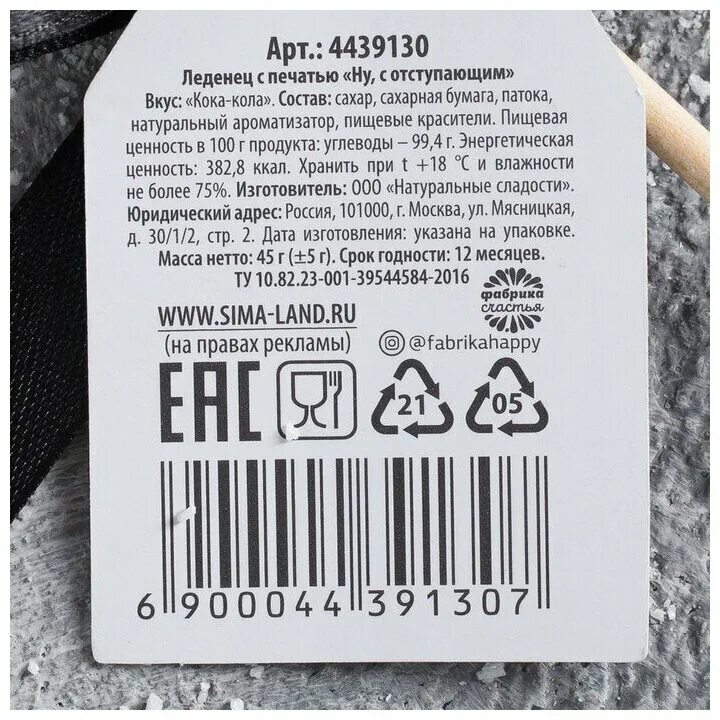 Арт.: 4439130
Леденец с печатью «Ну, с отступающим»
Вкус: «Кока-кола». Состав: сахар, сахарная бумага, патока,
натуральный ароматизатор, пищевые красители. Пищевая
ценность в 100 г продукта: углеводы – 99,4 г. Энергетическая
ценность: 382,8 ккал. Хранить при t +18 °C и влажности
не более 75%. Изготовитель: ООО «Натуральные сладости».
Юридический адрес: Россия, 101000, г. Москва, ул. Мясницкая,
д. 30/1/2, стр. 2. Дата изготовления: указана на упаковке.
Масса нетто: 45 г (±5 г). Срок годности: 12 месяцев.
ТУ 10.82.23-001-39544584-2016
фабрика
счастья
WWW.SIMA-LAND.RU
(на правах рекламы)
@fabrikahappy
EAC
21
05
6 900044 391307